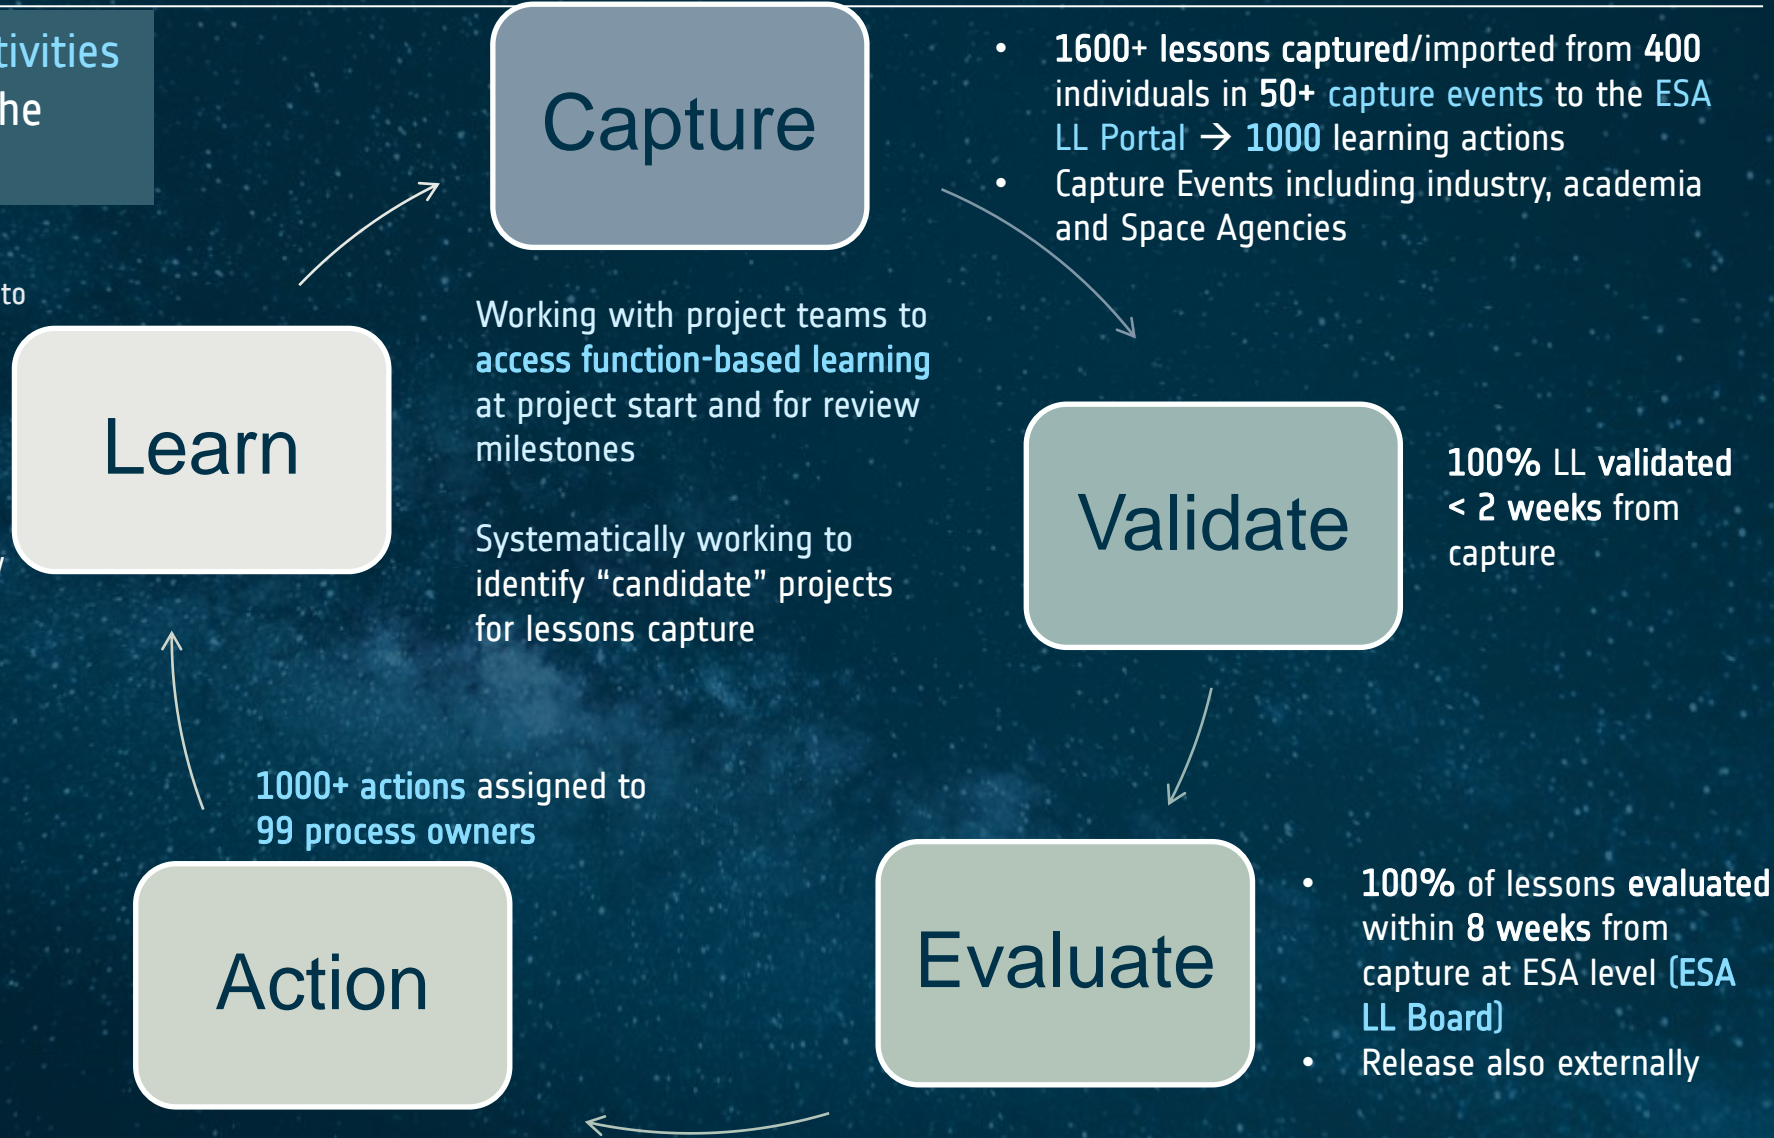 tivities
he
Capture
• 1600+ lessons captured/imported from 400
individuals in 50+ capture events to the ESA
LL Portal → 1000 learning actions
• Capture Events including industry, academia
and Space Agencies
to
Learn
Working with project teams to
access function-based learning
at project start and for review
milestones
Systematically working to
identify “candidate” projects
for lessons capture
Validate
100% LL validated
< 2 weeks from
capture
1000+ actions assigned to
99 process owners
Action
Evaluate
• 100% of lessons evaluated
within 8 weeks from
capture at ESA level (ESA
LL Board)
• Release also externally